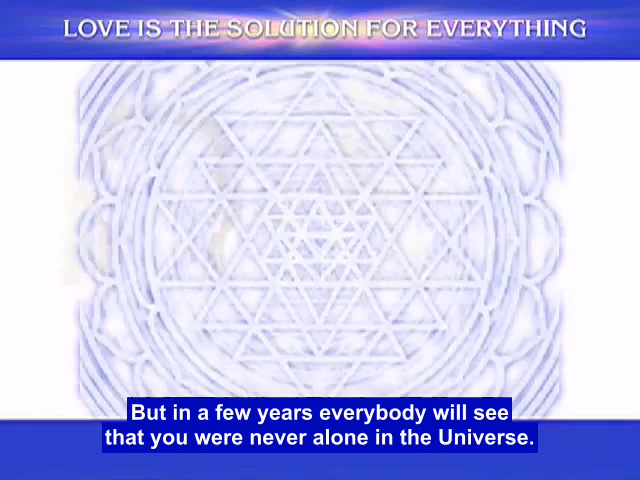 LOVE IS THE SOLUTION FOR EVERYTHING
But in a few years everybody will see
that you were never alone in the Universe.